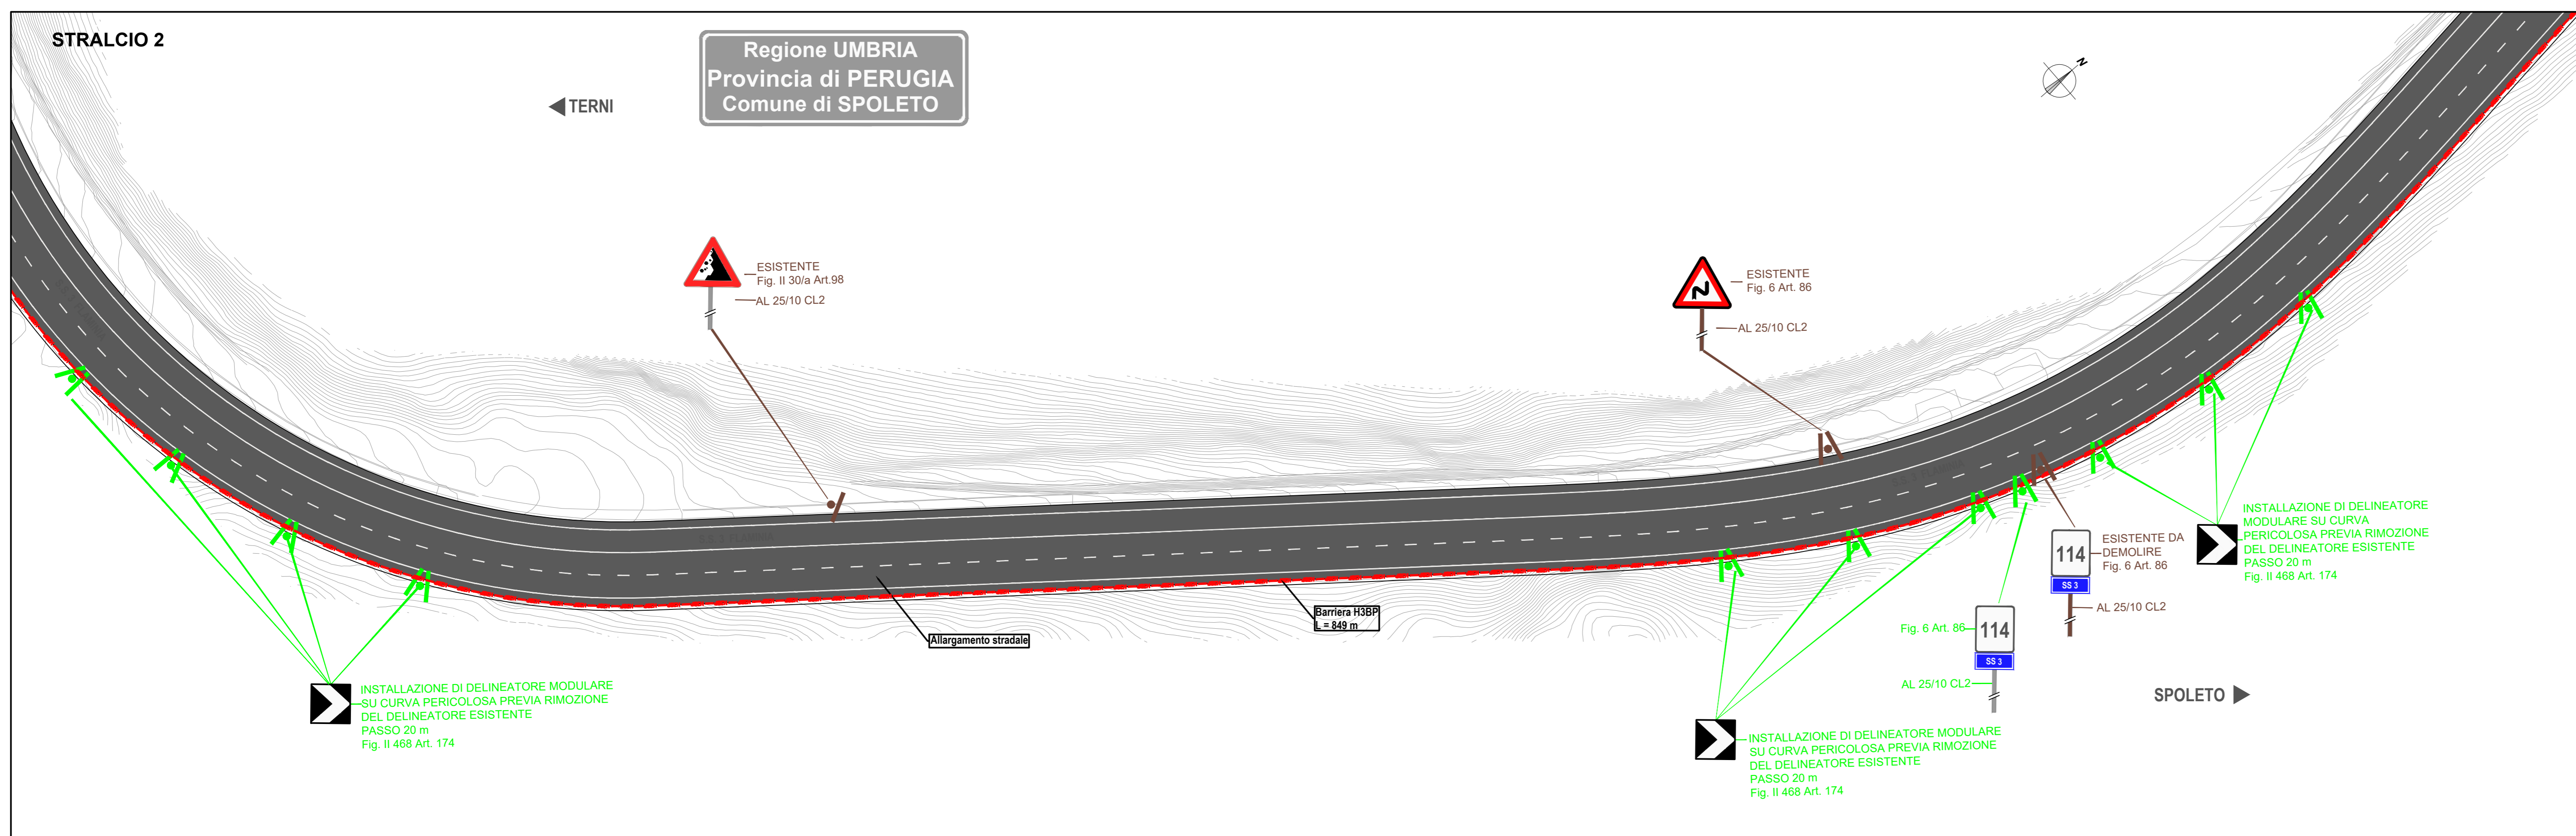 STRALCIO 2
Regione UMBRIA
Provincia di PERUGIA
Comune di SPOLETO
TERNI
N
ESISTENTE
Fig. II 30/a Art.98
AL 25/10 CL2
ESISTENTE
Fig. 6 Art. 86
AL 25/10 CL2
S.S. 3 FLAMINIA
Allargamento stradale
Barriera H3BP
L = 849 m
INSTALLAZIONE DI DELINEATORE MODULARE
SU CURVA PERICOLOSA PREVIA RIMOZIONE
DEL DELINEATORE ESISTENTE
PASSO 20 m
Fig. II 468 Art. 174
INSTALLAZIONE DI DELINEATORE MODULARE
SU CURVA PERICOLOSA PREVIA RIMOZIONE
DEL DELINEATORE ESISTENTE
PASSO 20 m
Fig. II 468 Art. 174
Fig. 6 Art. 86
114
SS 3
AL 25/10 CL2
114
SS 3
ESISTENTE DA
DEMOLIRE
Fig. 6 Art. 86
AL 25/10 CL2
INSTALLAZIONE DI DELINEATORE
MODULARE SU CURVA
PERICOLOSA PREVIA RIMOZIONE
DEL DELINEATORE ESISTENTE
PASSO 20 m
Fig. II 468 Art. 174
SPOLETO